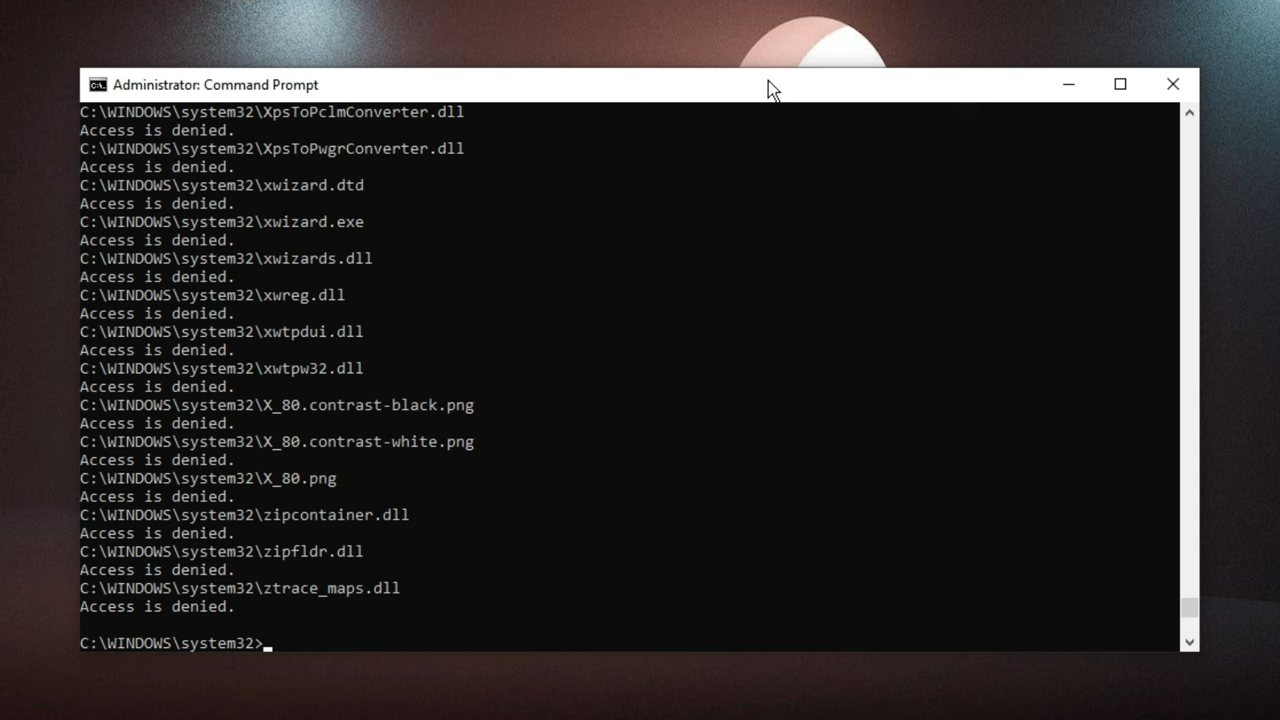 Administrator: Command Prompt
C:\WINDOWS\system32\XpsToPclmConverter.dll
Access is denied.
C:\WINDOWS\system32\XpsToPwgrConverter.dll
Access is denied.
C:\WINDOWS\system32\xwizard.dtd
Access is denied.
C:\WINDOWS\system32\xwizard.exe
Access is denied.
C:\WINDOWS\system32\xwizards.dll
Access is denied.
C:\WINDOWS\system32\xwreg.dll
Access is denied.
C:\WINDOWS\system32\xwtpdui.dll
Access is denied.
C:\WINDOWS\system32\xwtpw32.dll
Access is denied.
C:\WINDOWS\system32\X_80.contrast-black.png
Access is denied.
C:\WINDOWS\system32\X_80.contrast-white.png
Access is denied.
C:\WINDOWS\system32\X_80.png
Access is denied.
C:\WINDOWS\system32\zipcontainer.dll
Access is denied.
C:\WINDOWS\system32\zipfldr.dll
Access is denied.
C:\WINDOWS\system32\ztrace_maps.dll
Access is denied.
C:\WINDOWS\system32>